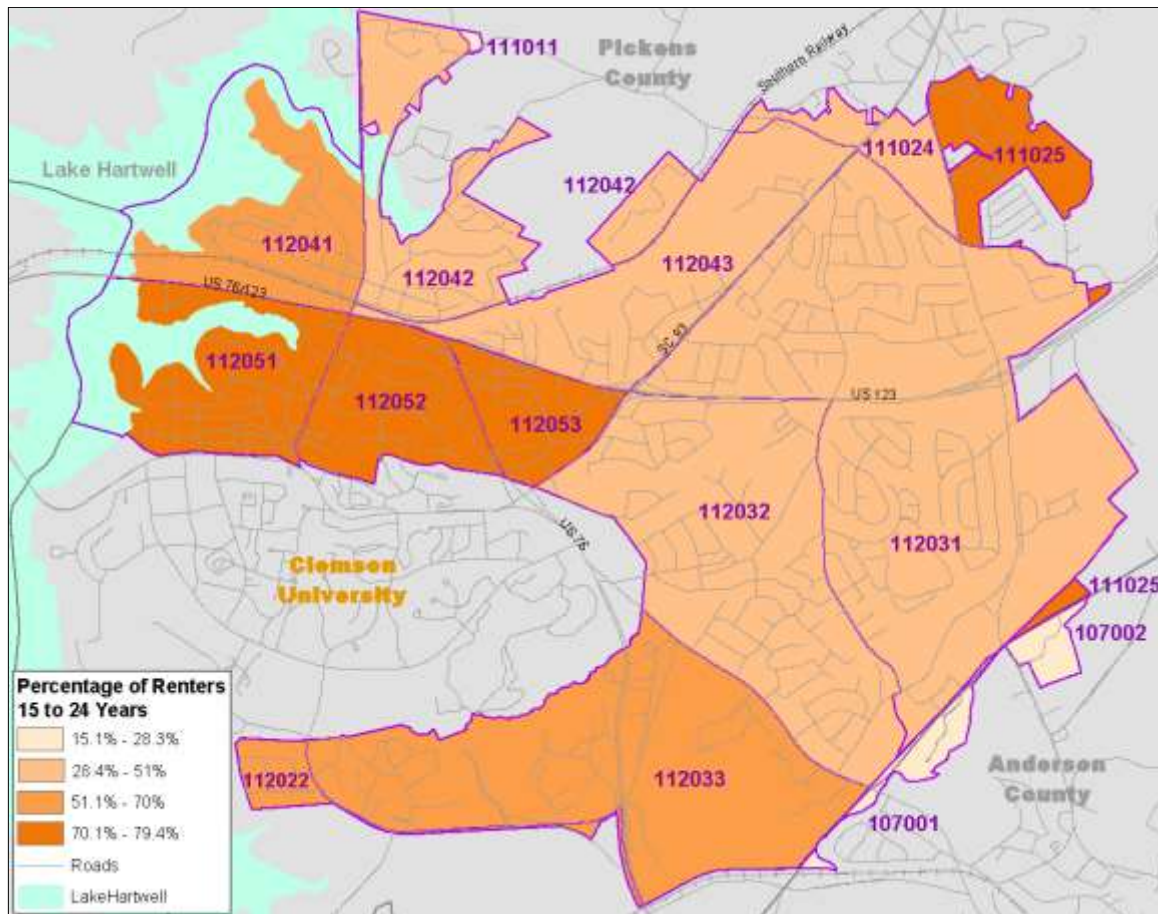 111011
Pickens
County
Southern Railway
111024
111025
Lake Hartwell
112042
112041
112043
112042
US 76/123
SC 93
112051
112052
US 123
112053
112032
112031
US 76
Clemson
University
111025
107002
Percentage of Renters
15 to 24 Years
15.1% - 28.3%
28.4% - 51%
51.1% - 70%
70.1% - 79.4%
Roads
LakeHartwell
112022
112033
Anderson
County
107001